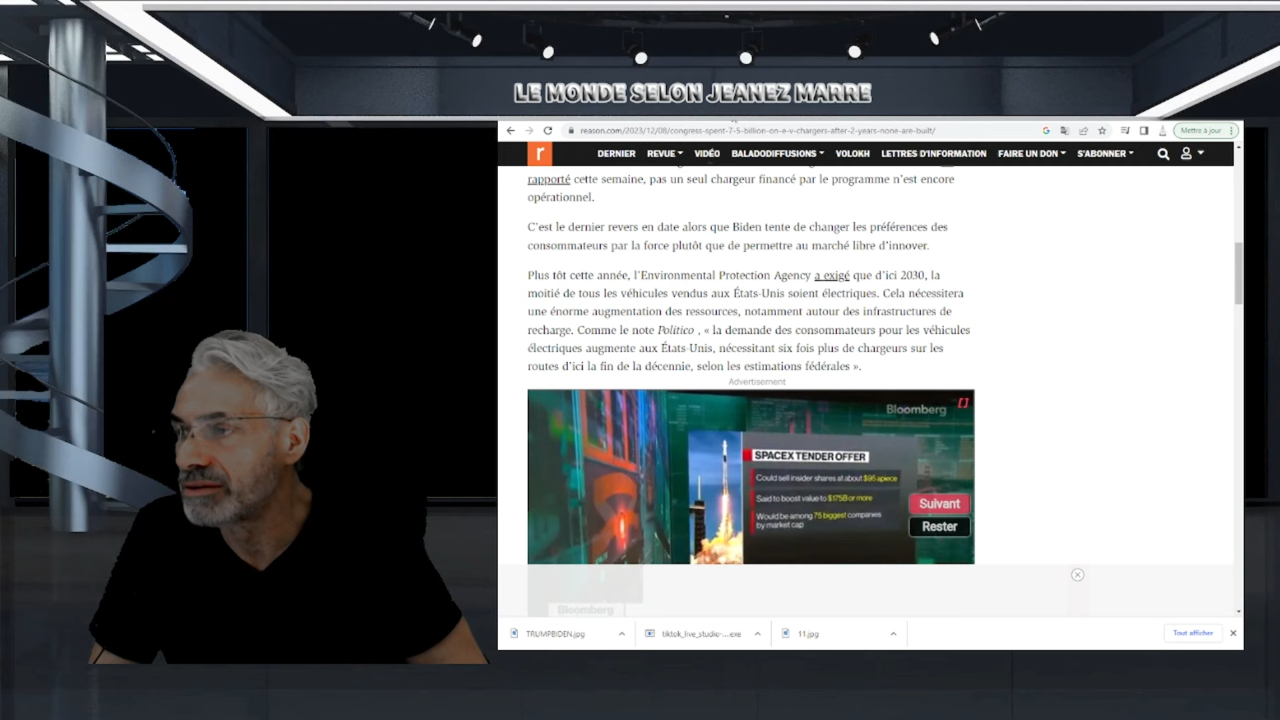 LE MONDE SELON JEANEZ MARRE
reason.com/2023/12/08/congress-spent-7-5-billion-on-e-v-chargers-after-2-years-none-are-built/
Mettre à jour
r DERNIER REVUE VIDÉO BALADODIFFUSIONS VOLOKH LETTRES D'INFORMATION FAIRE UN DON S'ABONNER
rapporté cette semaine, pas un seul chargeur financé par le programme n'est encore
opérationnel.
C'est le dernier revers en date alors que Biden tente de changer les préférences des
consommateurs par la force plutôt que de permettre au marché libre d'innover.
Plus tôt cette année, l'Environmental Protection Agency a exigé que d'ici 2030, la
moitié de tous les véhicules vendus aux États-Unis soient électriques. Cela nécessitera
une énorme augmentation des ressources, notamment autour des infrastructures de
recharge. Comme le note Politico , « la demande des consommateurs pour les véhicules
électriques augmente aux États-Unis, nécessitant six fois plus de chargeurs sur les
routes d'ici la fin de la décennie, selon les estimations fédérales ».
Advertisement
Bloomberg
SPACEX TENDER OFFER
Could sell insider shares at about $95 apiece
Said to boost value to $175B or more
Would be among 75 biggest companies
by market cap
Suivant
Rester
Bloomberg
TRUMPBIDEN.jpg
tiktok_live_studio-....exe
11.jpg
Tout afficher